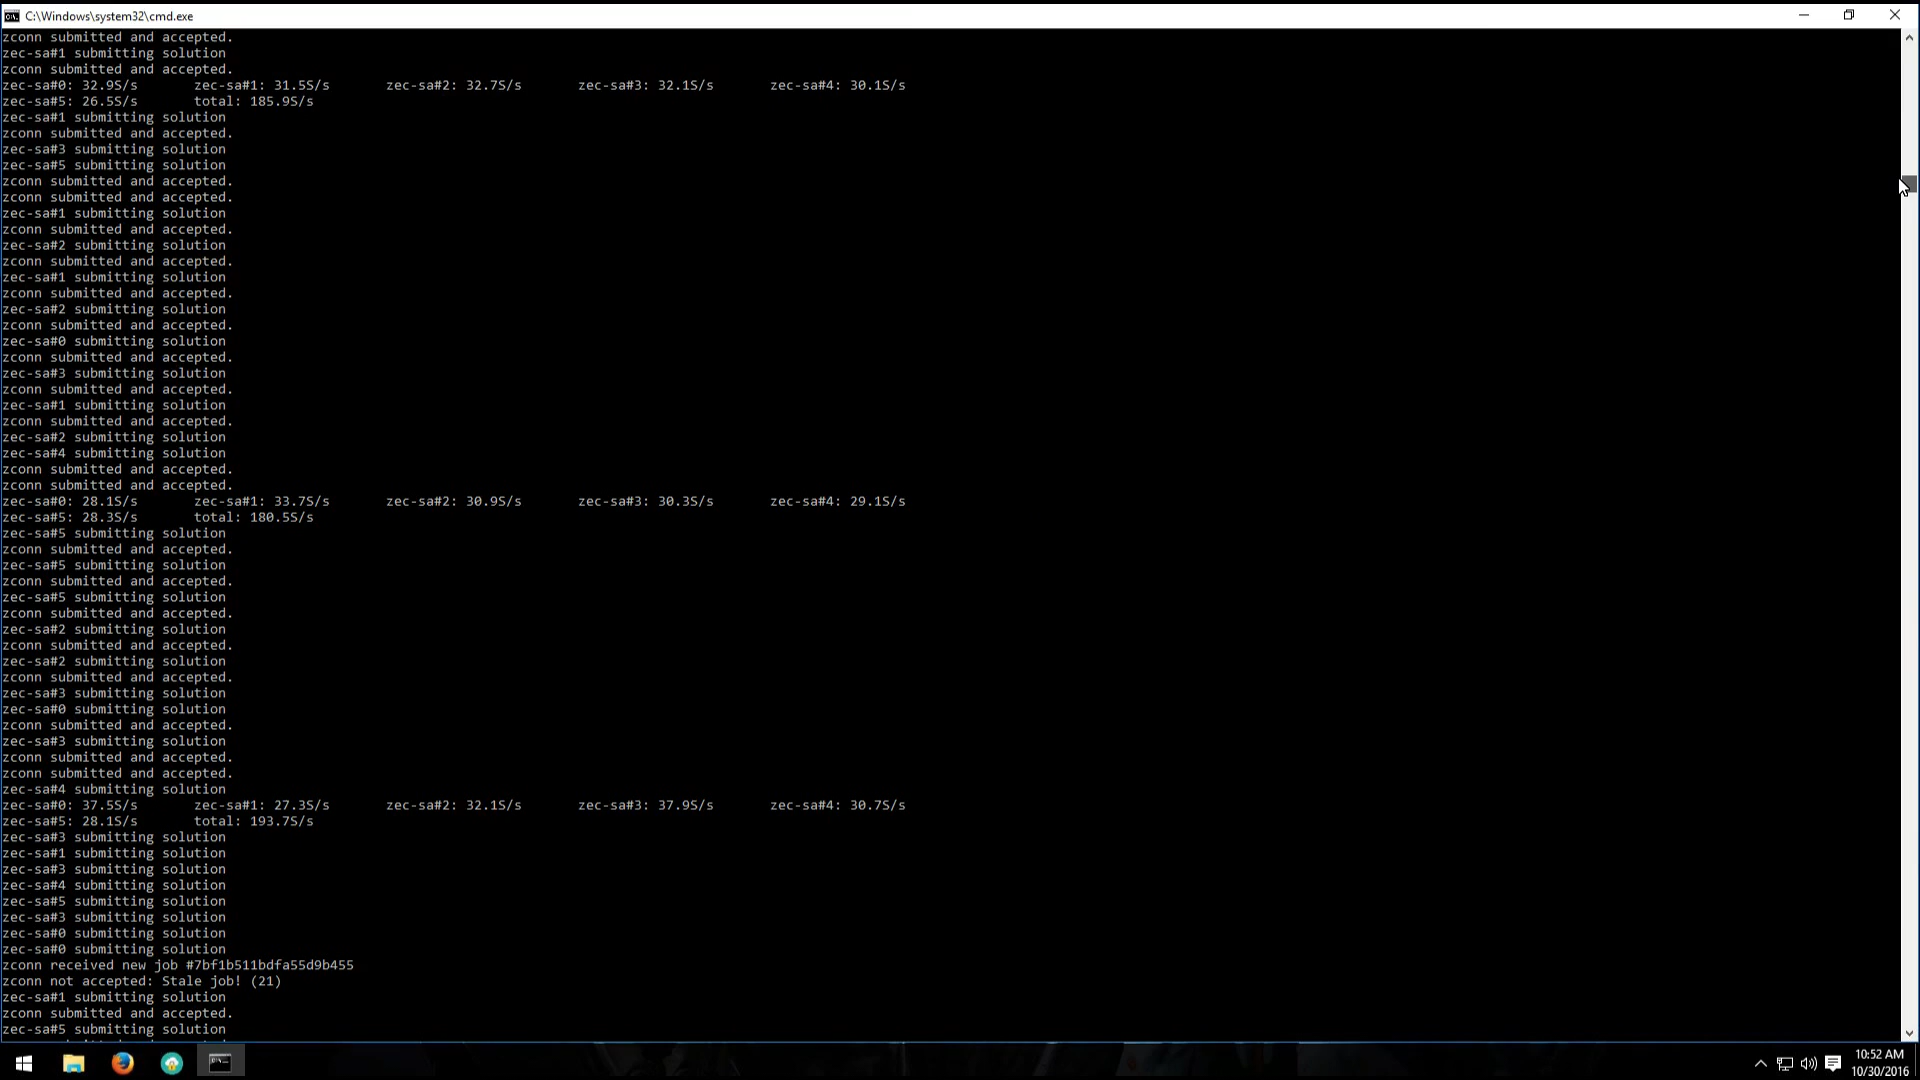 C:\Windows\system32\cmd.exe
zconn submitted and accepted.
zec-sa#1 submitting solution
zconn submitted and accepted.
zec-sa#0: 32.9S/s zec-sa#1: 31.5S/s zec-sa#2: 32.7S/s zec-sa#3: 32.1S/s zec-sa#4: 30.1S/s
zec-sa#5: 26.5S/s total: 185.9S/s
zec-sa#1 submitting solution
zconn submitted and accepted.
zec-sa#3 submitting solution
zec-sa#5 submitting solution
zconn submitted and accepted.
zconn submitted and accepted.
zec-sa#1 submitting solution
zconn submitted and accepted.
zec-sa#2 submitting solution
zconn submitted and accepted.
zec-sa#1 submitting solution
zconn submitted and accepted.
zec-sa#2 submitting solution
zconn submitted and accepted.
zec-sa#0 submitting solution
zconn submitted and accepted.
zec-sa#3 submitting solution
zconn submitted and accepted.
zec-sa#1 submitting solution
zconn submitted and accepted.
zec-sa#2 submitting solution
zec-sa#4 submitting solution
zconn submitted and accepted.
zconn submitted and accepted.
zec-sa#0: 28.1S/s zec-sa#1: 33.7S/s zec-sa#2: 30.9S/s zec-sa#3: 30.3S/s zec-sa#4: 29.1S/s
zec-sa#5: 28.3S/s total: 180.5S/s
zec-sa#5 submitting solution
zconn submitted and accepted.
zec-sa#5 submitting solution
zconn submitted and accepted.
zec-sa#5 submitting solution
zconn submitted and accepted.
zec-sa#2 submitting solution
zconn submitted and accepted.
zec-sa#2 submitting solution
zconn submitted and accepted.
zec-sa#3 submitting solution
zec-sa#0 submitting solution
zconn submitted and accepted.
zec-sa#3 submitting solution
zconn submitted and accepted.
zconn submitted and accepted.
zec-sa#4 submitting solution
zec-sa#0: 37.5S/s zec-sa#1: 27.3S/s zec-sa#2: 32.1S/s zec-sa#3: 37.9S/s zec-sa#4: 30.7S/s
zec-sa#5: 28.1S/s total: 193.7S/s
zec-sa#3 submitting solution
zec-sa#1 submitting solution
zec-sa#3 submitting solution
zec-sa#4 submitting solution
zec-sa#5 submitting solution
zec-sa#3 submitting solution
zec-sa#0 submitting solution
zec-sa#0 submitting solution
zconn received new job #7bf1b511bdfa55d9b455
zconn not accepted: Stale job! (21)
zec-sa#1 submitting solution
zconn submitted and accepted.
zec-sa#5 submitting solution
10:52 AM
10/30/2016